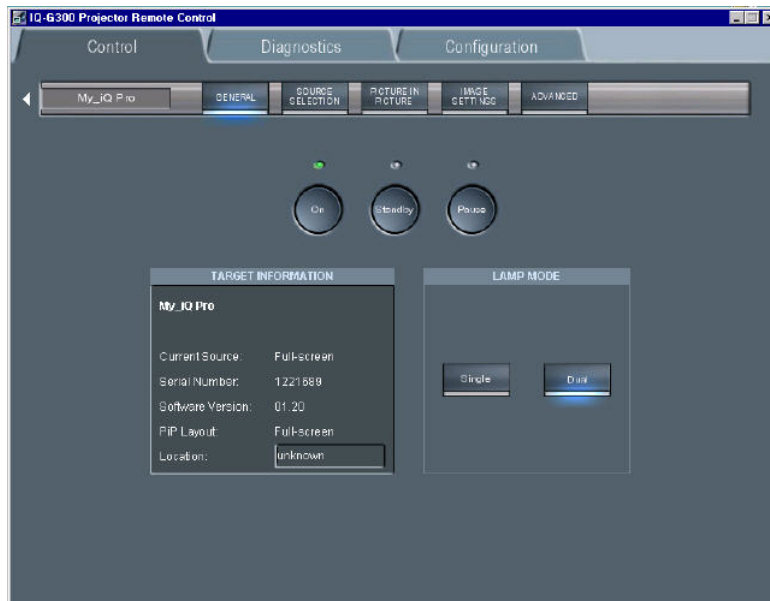 IQ-G300 Projector Remote Control
Control Diagnostics Configuration
My_iQ Pro GENERAL SOURCE SELECTION PICTURE IN PICTURE IMAGE SETTINGS ADVANCED
On Standby Pause
TARGET INFORMATION
My_iQ Pro
Current Source: Full-screen
Serial Number: 1221689
Software Version: 01.20
PiP Layout: Full-screen
Location: unknown
LAMP MODE
Single Dual